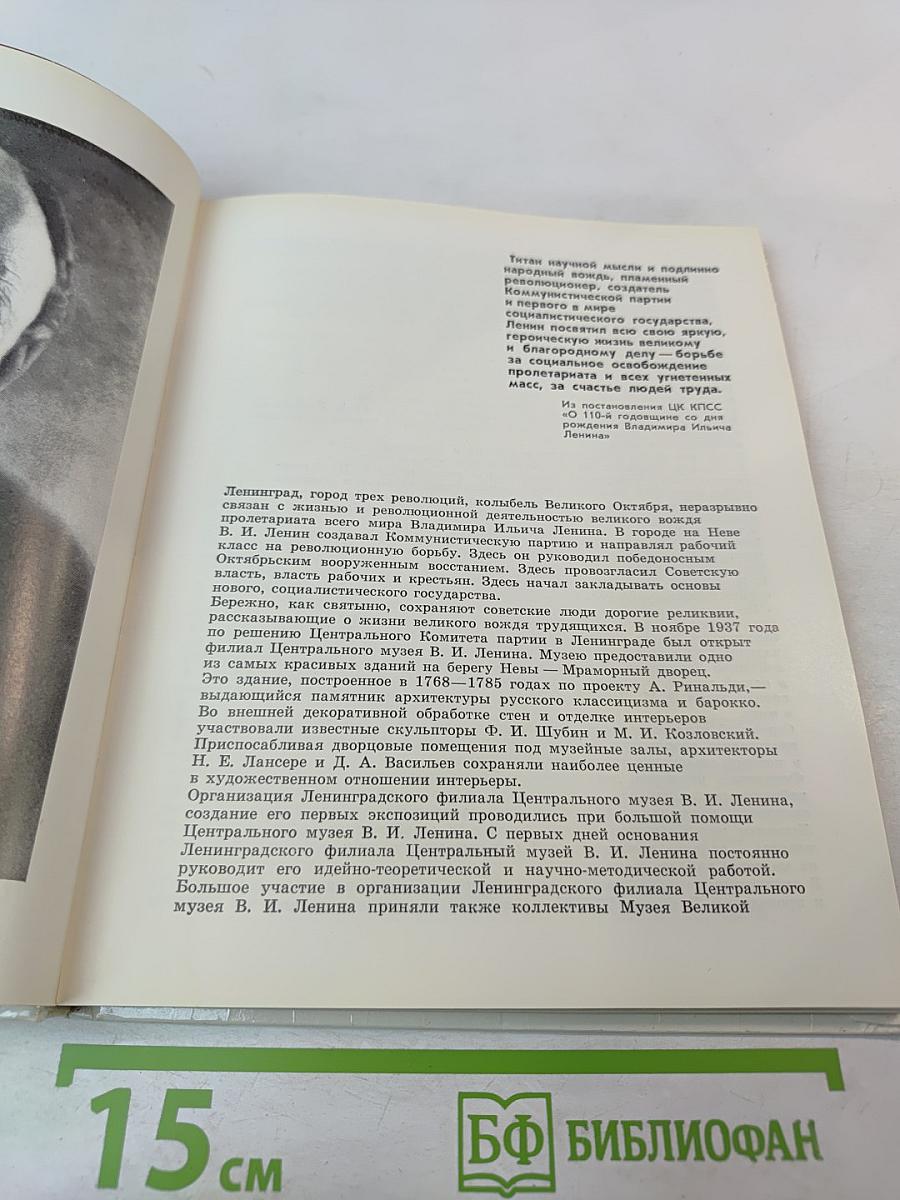 Титан научной мысли и подлинно
народный вождь, пламенный
революционер, создатель
Коммунистической партии
и первого в мире
социалистического государства,
Ленин посвятил всю свою яркую,
героическую жизнь великому
и благородному делу — борьбе
за социальное освобождение
пролетариата и всех угнетенных
масс, за счастье людей труда.
Из постановления ЦК КПСС
«О 110-й годовщине со дня
рождения Владимира Ильича
Ленина»
Ленинград, город трех революций, колыбель Великого Октября, неразрывно
связан с жизнью и революционной деятельностью великого вождя
пролетариата всего мира Владимира Ильича Ленина. В городе на Неве
В. И. Ленин создавал Коммунистическую партию и направлял рабочий
класс на революционную борьбу. Здесь он руководил победоносным
Октябрьским вооруженным восстанием. Здесь провозгласил Советскую
власть, власть рабочих и крестьян. Здесь начал закладывать основы
нового, социалистического государства.
Бережно, как святыню, сохраняют советские люди дорогие реликвии,
рассказывающие о жизни великого вождя трудящихся. В ноябре 1937 года
по решению Центрального Комитета партии в Ленинграде был открыт
филиал Центрального музея В. И. Ленина. Музею предоставили одно
из самых красивых зданий на берегу Невы — Мраморный дворец.
Это здание, построенное в 1768—1785 годах по проекту А. Ринальди,—
выдающийся памятник архитектуры русского классицизма и барокко.
Во внешней декоративной обработке стен и отделке интерьеров
участвовали известные скульпторы Ф. И. Шубин и М. И. Козловский.
Приспосабливая дворцовые помещения под музейные залы, архитекторы
Н. Е. Лансере и Д. А. Васильев сохраняли наиболее ценные
в художественном отношении интерьеры.
Организация Ленинградского филиала Центрального музея В. И. Ленина,
создание его первых экспозиций проводились при большой помощи
Центрального музея В. И. Ленина. С первых дней основания
Ленинградского филиала Центральный музей В. И. Ленина постоянно
руководит его идейно-теоретической и научно-методической работой.
Большое участие в организации Ленинградского филиала Центрального
музея В. И. Ленина приняли также коллективы Музея Великой
15 см
БФ БИБЛИОФАН